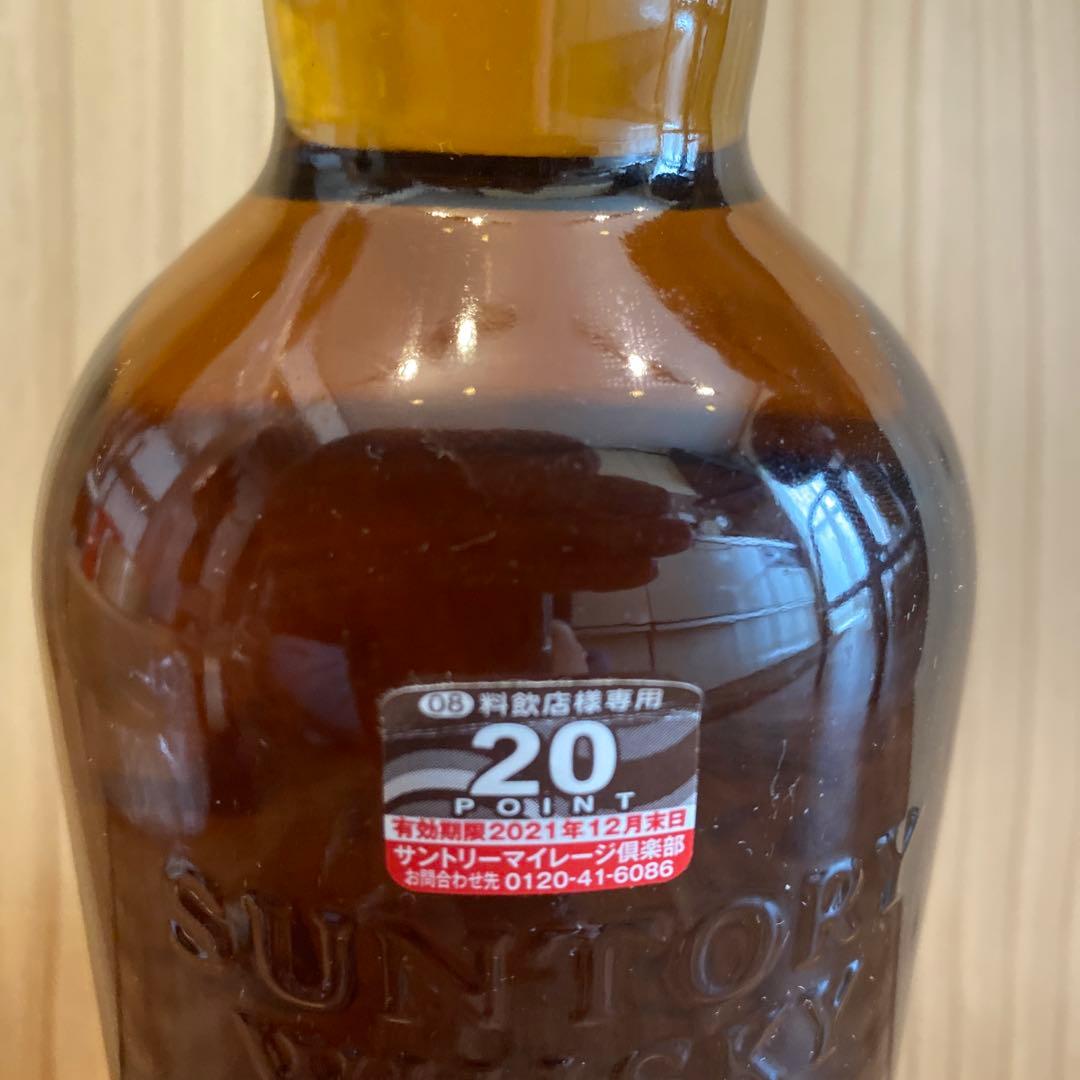 08 料飲店様専用
20
POINT
有効期限2021年12月末日
サントリーマイレージ倶楽部
お問合わせ先 0120-41-6086
SUNTORY
WHISKY